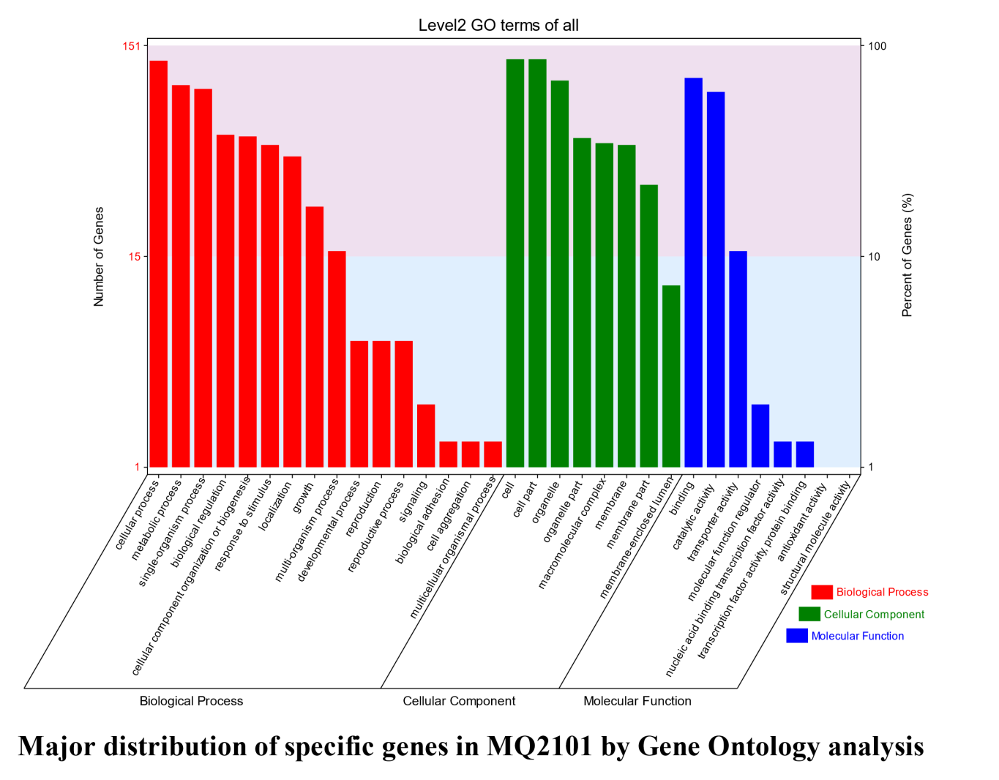 Level2 GO terms of all
151
15
1
Number of Genes
100
10
1
Percent of Genes (%)
cellular process
metabolic process
single-organism process
biological regulation
cellular component organization or biogenesis
response to stimulus
localization
growth
multi-organism process
developmental process
reproduction
reproductive process
signaling
biological adhesion
cell aggregation
multicellular organismal process
cell
cell part
organelle
organelle part
macromolecular complex
membrane
membrane part
membrane-enclosed lumen
binding
catalytic activity
transporter activity
molecular function regulator
nucleic acid binding transcription factor activity
transcription factor activity, protein binding
antioxidant activity
structural molecule activity
Biological Process
Cellular Component
Molecular Function
Biological Process
Cellular Component
Molecular Function
Major distribution of specific genes in MQ2101 by Gene Ontology analysis